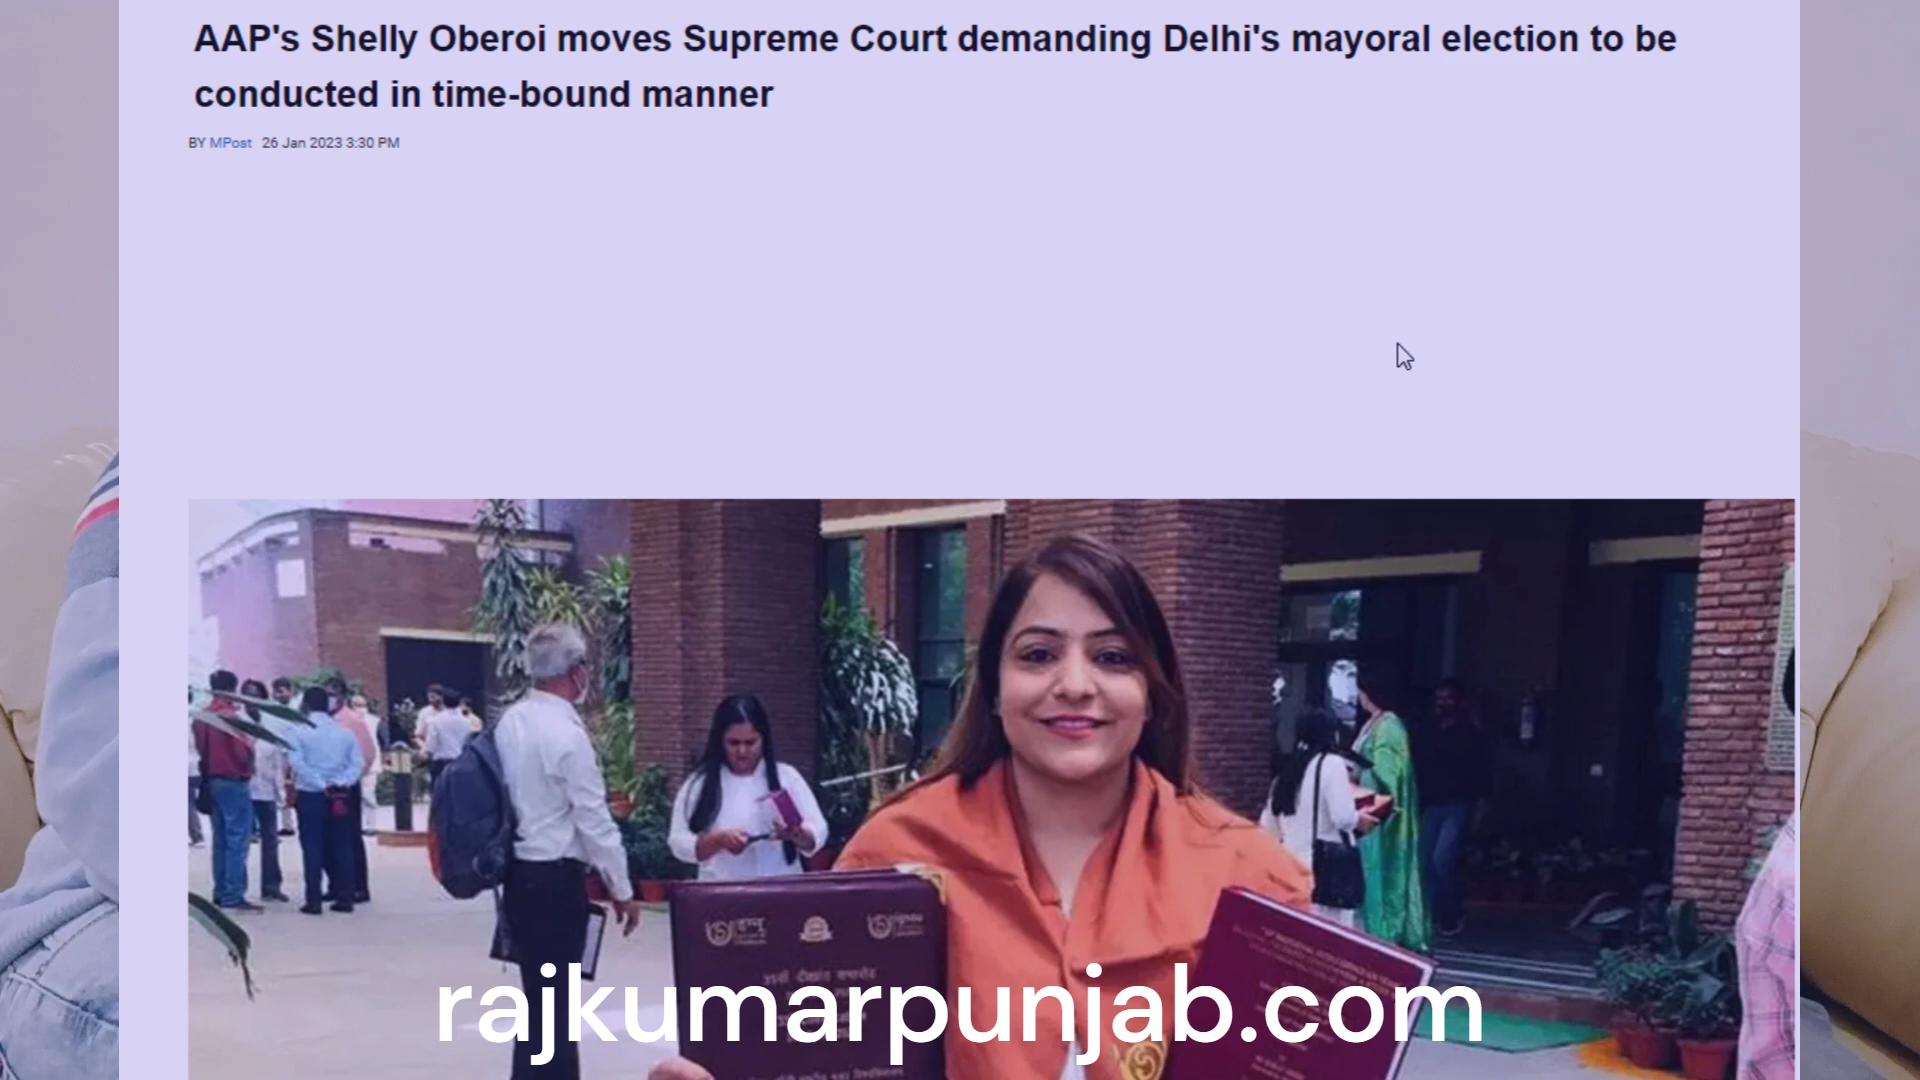 AAP's Shelly Oberoi moves Supreme Court demanding Delhi's mayoral election to be
conducted in time-bound manner
BY MPost 26 Jan 2023 3:30 PM
rajkumarpunjab.com